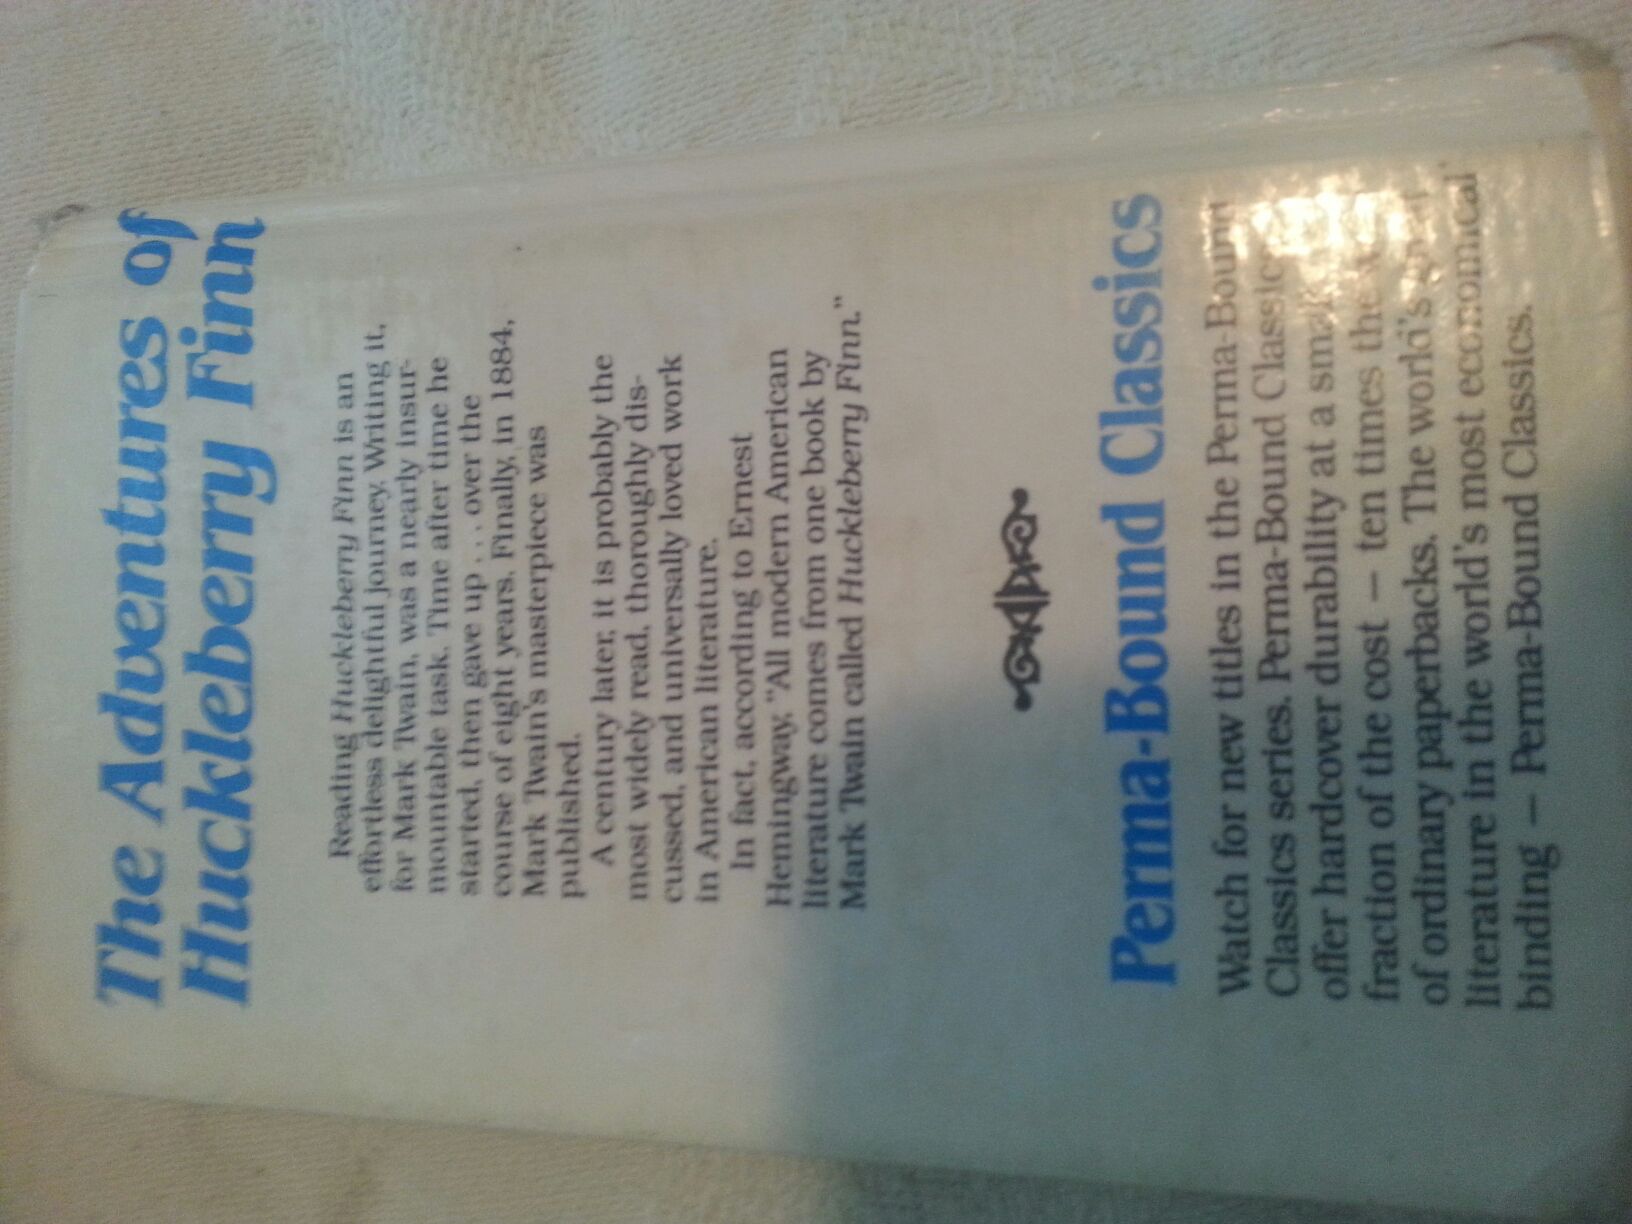 The Adventures of
Huckleberry Finn
Reading Huckleberry Finn is an
effortless delightful journey. Writing it,
for Mark Twain, was a nearly insur-
mountable task. Time after time he
started, then gave up . . . over the
course of eight years. Finally, in 1884,
Mark Twain's masterpiece was
published.
A century later, it is probably the
most widely read, thoroughly dis-
cussed, and universally loved work
in American literature.
In fact, according to Ernest
Hemingway, "All modern American
literature comes from one book by
Mark Twain called Huckleberry Finn."
Perma-Bound Classics
Watch for new titles in the Perma-Bound
Classics series. Perma-Bound Classics
offer hardcover durability at a small
fraction of the cost – ten times the
of ordinary paperbacks. The world's great
literature in the world's most economical
binding – Perma-Bound Classics.